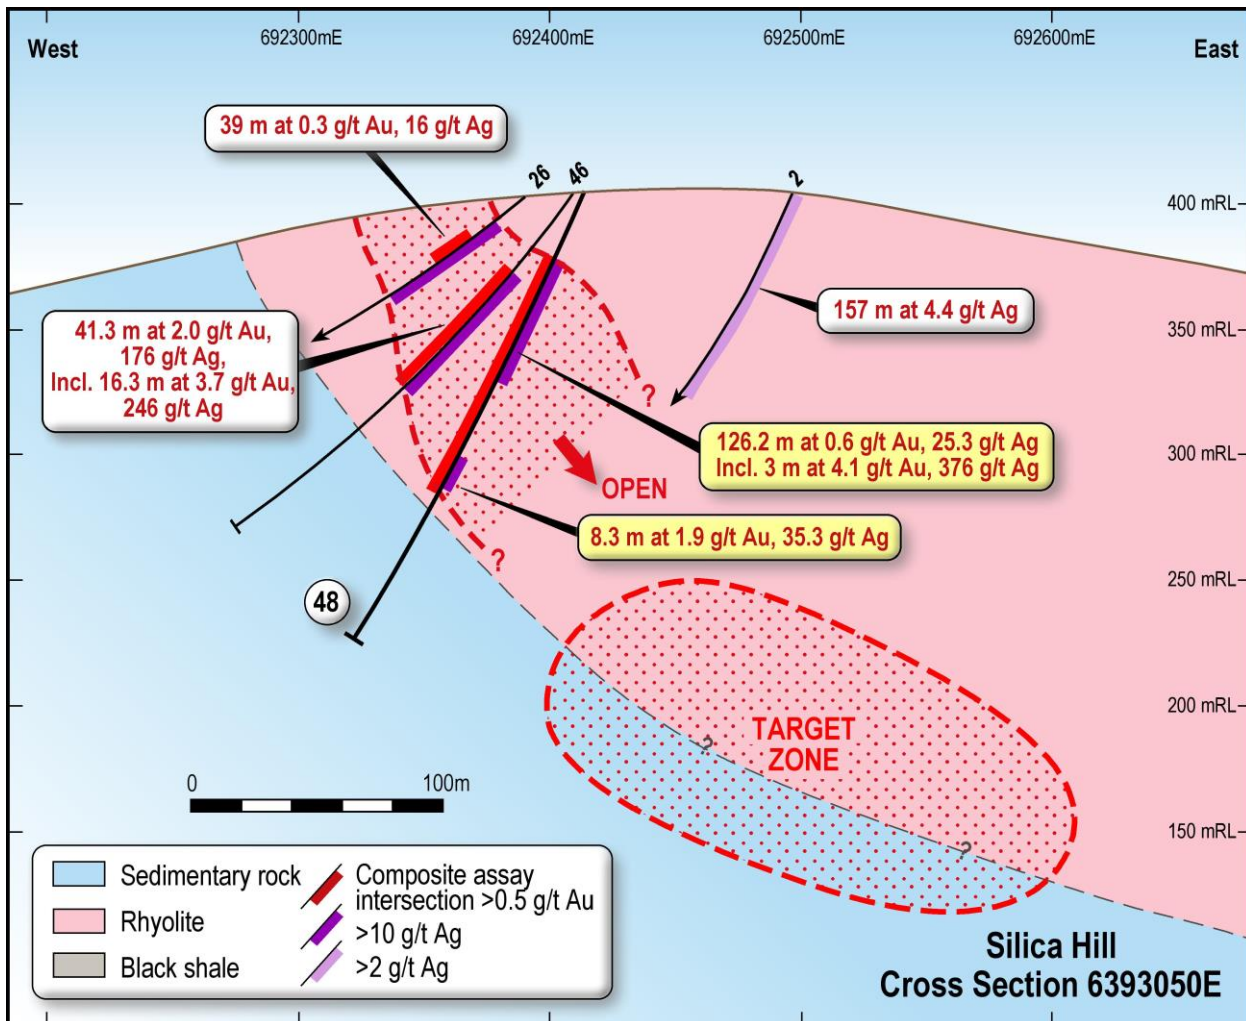 692300mE
692400mE
692500mE
692600mE
West
East
39 m at 0.3 g/t Au, 16 g/t Ag
26
46
2
400 mRL
157 m at 4.4 g/t Ag
350 mRL
41.3 m at 2.0 g/t Au,
176 g/t Ag,
Incl. 16.3 m at 3.7 g/t Au,
246 g/t Ag
?
126.2 m at 0.6 g/t Au, 25.3 g/t Ag
Incl. 3 m at 4.1 g/t Au, 376 g/t Ag
300 mRL
OPEN
8.3 m at 1.9 g/t Au, 35.3 g/t Ag
?
250 mRL
48
200 mRL
TARGET
ZONE
?
0
100m
150 mRL
?
Sedimentary rock
Rhyolite
Black shale
Composite assay
intersection >0.5 g/t Au
>10 g/t Ag
>2 g/t Ag
Silica Hill
Cross Section 6393050E